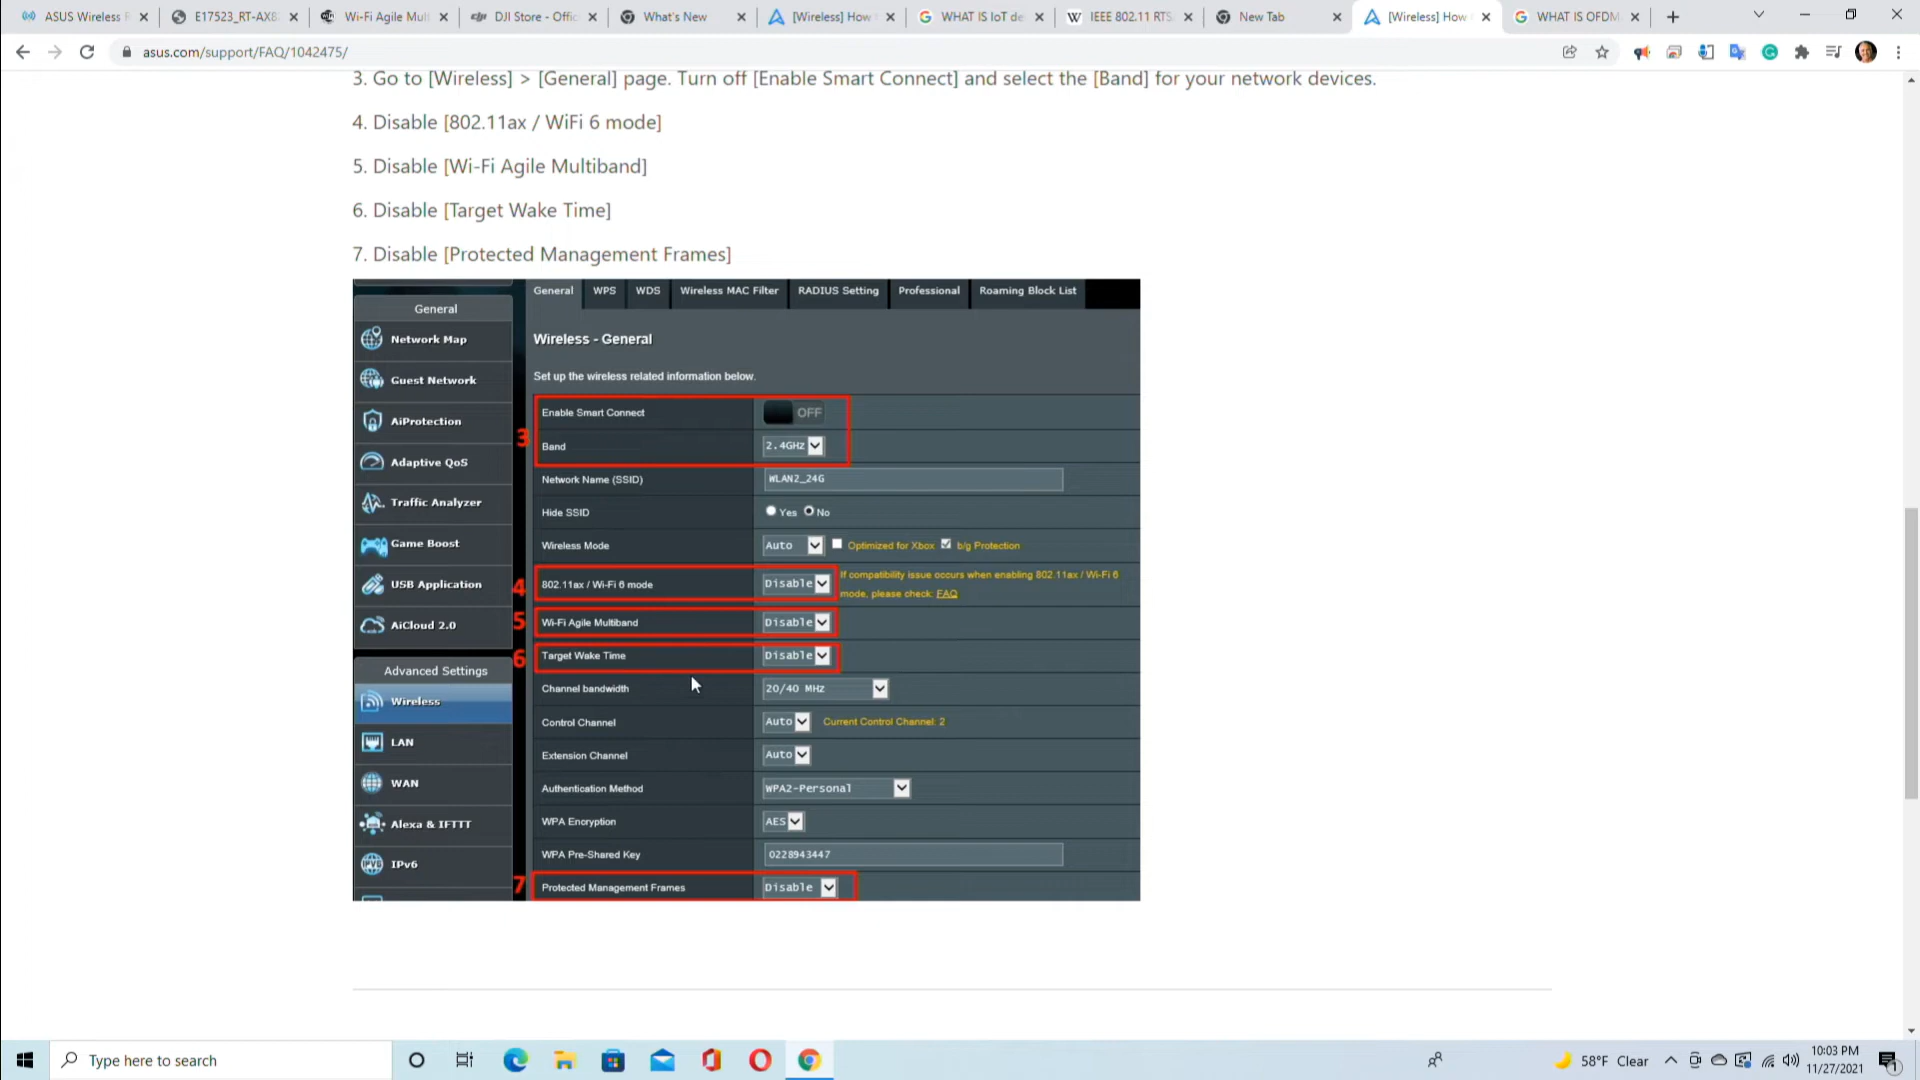 ASUS Wireless R
E17523_RT-AX8
Wi-Fi Agile Mul
DJI Store - Offic
What's New
[Wireless] How
WHAT IS IoT de
IEEE 802.11 RTS
New Tab
[Wireless] How
WHAT IS OFDM
asus.com/support/FAQ/1042475/
3. Go to [Wireless] > [General] page. Turn off [Enable Smart Connect] and select the [Band] for your network devices.
4. Disable [802.11ax / WiFi 6 mode]
5. Disable [Wi-Fi Agile Multiband]
6. Disable [Target Wake Time]
7. Disable [Protected Management Frames]
General
Network Map
Guest Network
AiProtection
Adaptive QoS
Traffic Analyzer
Game Boost
USB Application
AiCloud 2.0
Advanced Settings
Wireless
LAN
WAN
Alexa & IFTTT
IPv6
General WPS WDS Wireless MAC Filter RADIUS Setting Professional Roaming Block List
Wireless - General
Set up the wireless related information below.
3
Enable Smart Connect OFF
Band 2.4GHz
Network Name (SSID) WLAN2_24G
Hide SSID Yes No
Wireless Mode Auto Optimized for Xbox b/g Protection
4 802.11ax / Wi-Fi 6 mode Disable If compatibility issue occurs when enabling 802.11ax / Wi-Fi 6
mode, please check: FAQ
5 Wi-Fi Agile Multiband Disable
6 Target Wake Time Disable
Channel bandwidth 20/40 MHz
Control Channel Auto Current Control Channel: 2
Extension Channel Auto
Authentication Method WPA2-Personal
WPA Encryption AES
WPA Pre-Shared Key 0228943447
7 Protected Management Frames Disable
Type here to search
58°F Clear
10:03 PM
11/27/2021
1